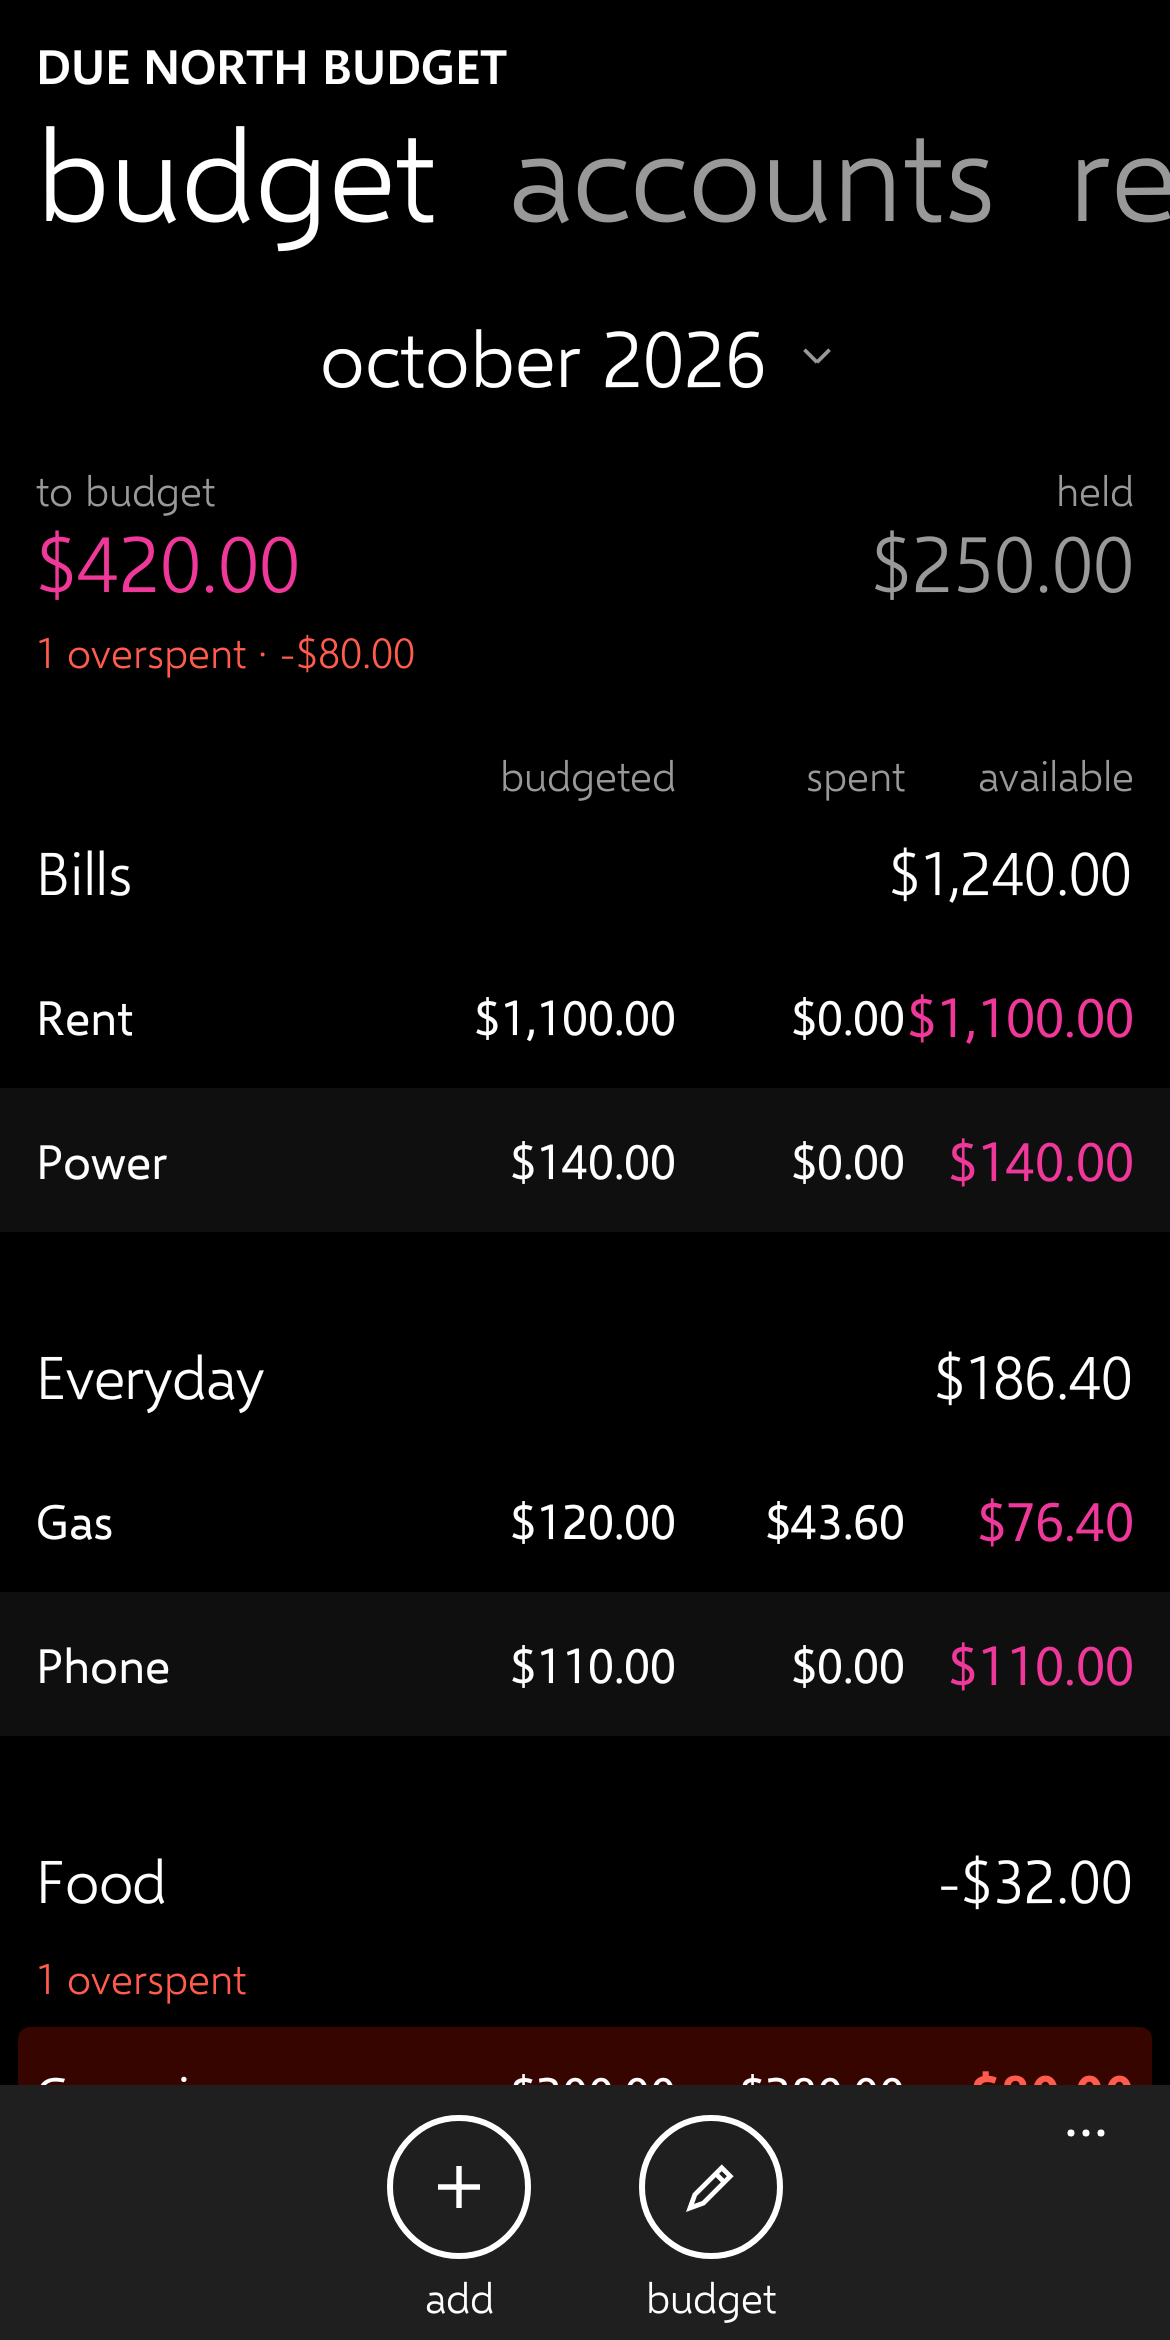 DUE NORTH BUDGET
budget accounts re
october 2026
to budget held
$420.00 $250.00
1 overspent · -$80.00
budgeted spent available
Bills $1,240.00
Rent $1,100.00 $0.00 $1,100.00
Power $140.00 $0.00 $140.00
Everyday $186.40
Gas $120.00 $43.60 $76.40
Phone $110.00 $0.00 $110.00
Food -$32.00
1 overspent
add budget